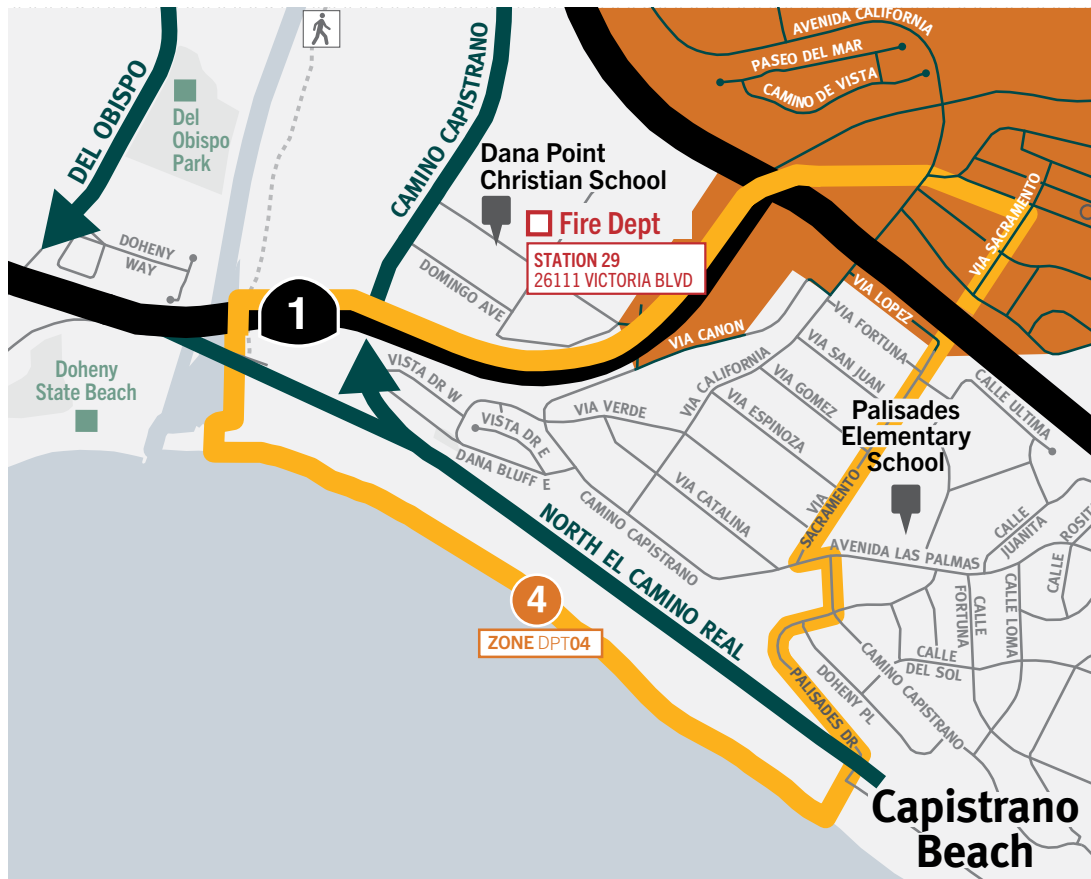 AVENIDA CALIFORNIA
PASEO DEL MAR
CAMINO DE VISTA
DEL OBISPO
Del
Obispo
Park
CAMINO CAPISTRANO
Dana Point
Christian School
Fire Dept
STATION 29
26111 VICTORIA BLVD
VIA SACRAMENTO
DOHENY
WAY
DOMINGO AVE
VIA LOPEZ
1
VIA CANON
VIA FORTUNA
Doheny
State Beach
VISTA DR W
VIA CALIFORNIA
VIA SAN JUAN
VIA GOMEZ
CALLE ULTIMA
VISTA DR E
VIA VERDE
VIA ESPINOZA
Palisades
Elementary
School
DANA BLUFF E
VIA CATALINA
VIA
SACRAMENTO
CAMINO CAPISTRANO
CALLE
JUANITA
AVENIDA LAS PALMAS
NORTH EL CAMINO REAL
CALLE
4
ZONE DPT04
CALLE
FORTUNA
CALLE LOMA
CALLE
DEL SOL
PALISADES DR
DOHENY PL
CAMINO CAPISTRANO
Capistrano
Beach